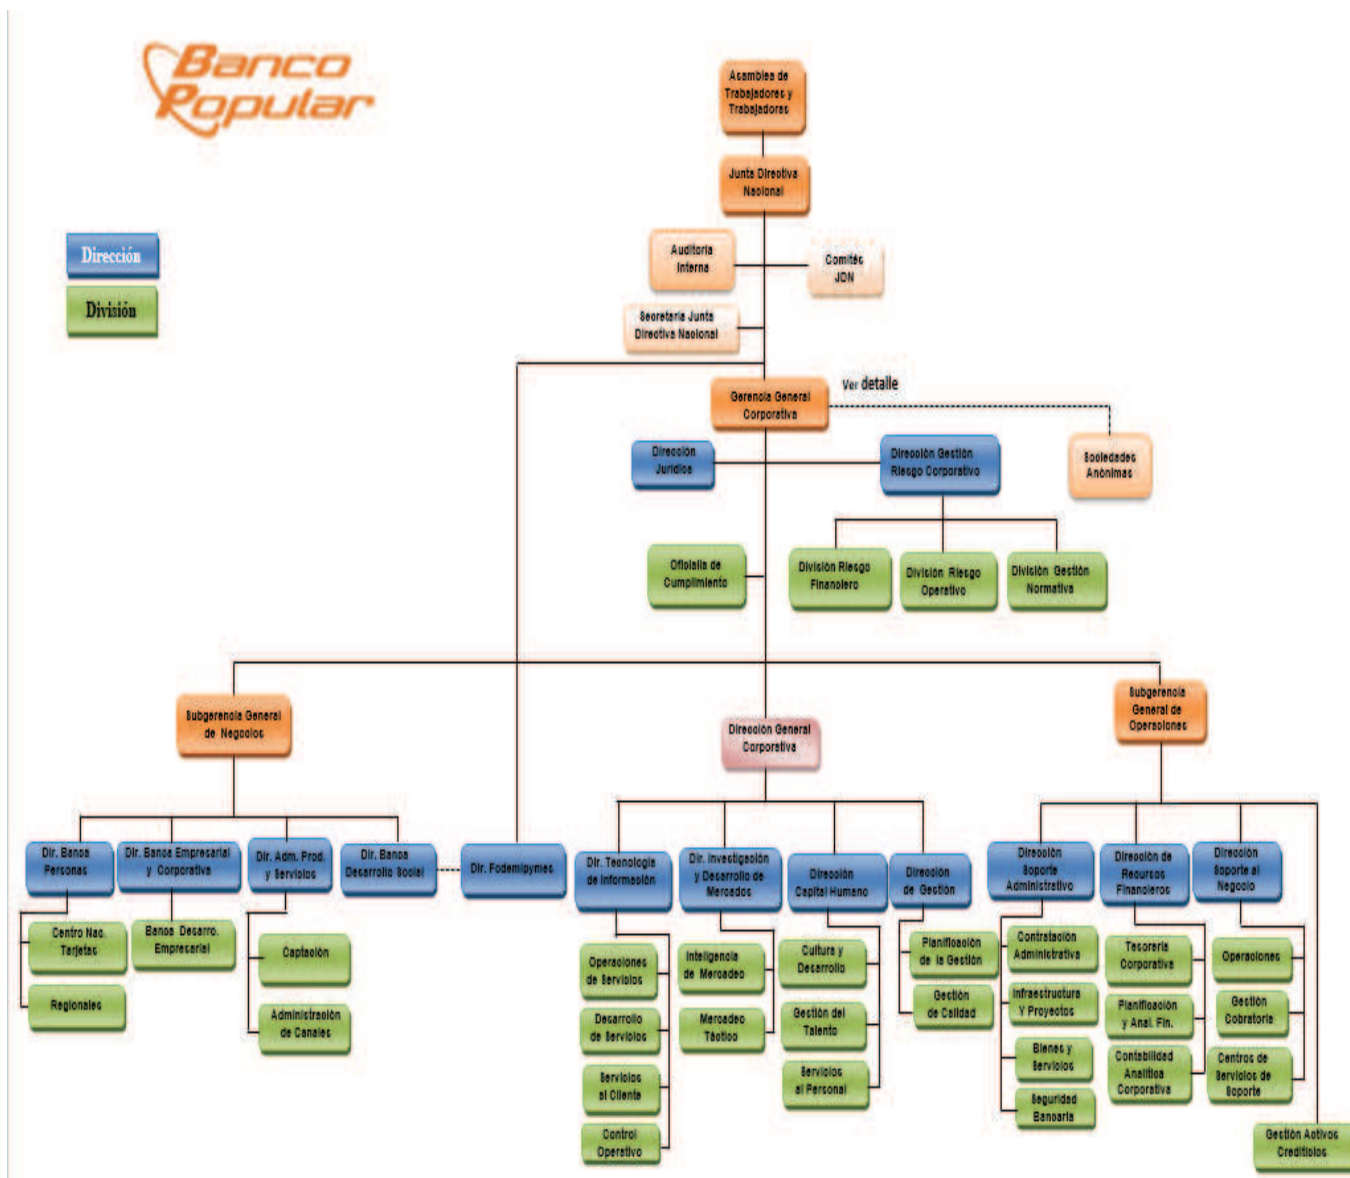 Banco
Popular
Asamblea de
Trabajadores y
Trabajadoras
Junta Directiva
Nacional
Dirección
División
Auditoría
Interna
Comités
JDN
Secretaría Junta
Directiva Nacional
Gerencia General
Corporativa
Ver detalle
Dirección
Jurídica
Dirección Gestión
Riesgo Corporativo
Sociedades
Anónimas
Oficialía de
Cumplimiento
División Riesgo
Financiero
División Riesgo
Operativo
División Gestión
Normativa
Subgerencia General
de Negocios
Dirección General
Corporativa
Subgerencia
General de
Operaciones
Dir. Banca
Personas
Dir. Banca Empresarial
y Corporativa
Dir. Adm. Prod.
y Servicios
Dir. Banca
Desarrollo Social
Dir. Fodemipymes
Dir. Tecnología
de Información
Dir. Investigación
y Desarrollo de
Mercados
Dirección
Capital Humano
Dirección
de Gestión
Dirección
Soporte
Administrativo
Dirección de
Recursos
Financieros
Dirección
Soporte al
Negocio
Centro Nac.
Tarjetas
Regionales
Banca Desarro.
Empresarial
Captación
Administración
de Canales
Operaciones
de Servicios
Desarrollo
de Servicios
Servicios
al Cliente
Control
Operativo
Inteligencia
de Mercadeo
Mercadeo
Táctico
Cultura y
Desarrollo
Gestión del
Talento
Servicios
al Personal
Planificación
de la Gestión
Gestión
de Calidad
Contratación
Administrativa
Infraestructura
Y Proyectos
Bienes y
Servicios
Seguridad
Bancaria
Tesorería
Corporativa
Planificación
y Anal. Fin.
Contabilidad
Analítica
Corporativa
Operaciones
Gestión
Cobratoria
Centros de
Servicios de
Soporte
Gestión Activos
Crediticios